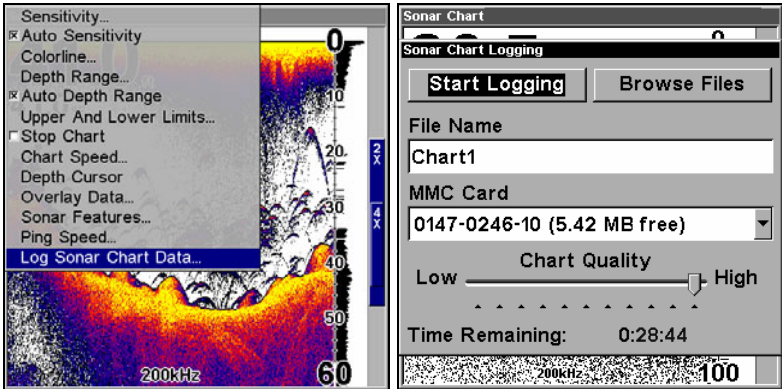 Sensitivity...
Auto Sensitivity
Colorline...
Depth Range...
Auto Depth Range
Upper And Lower Limits...
Stop Chart
Chart Speed...
Depth Cursor
Overlay Data...
Sonar Features...
Ping Speed...
Log Sonar Chart Data...
0
10
20
30
40
50
60
2X
4X
200kHz
Sonar Chart
0
Sonar Chart Logging
Start Logging
Browse Files
File Name
Chart1
MMC Card
0147-0246-10 (5.42 MB free)
Chart Quality
Low
High
Time Remaining: 0:28:44
200kHz
100